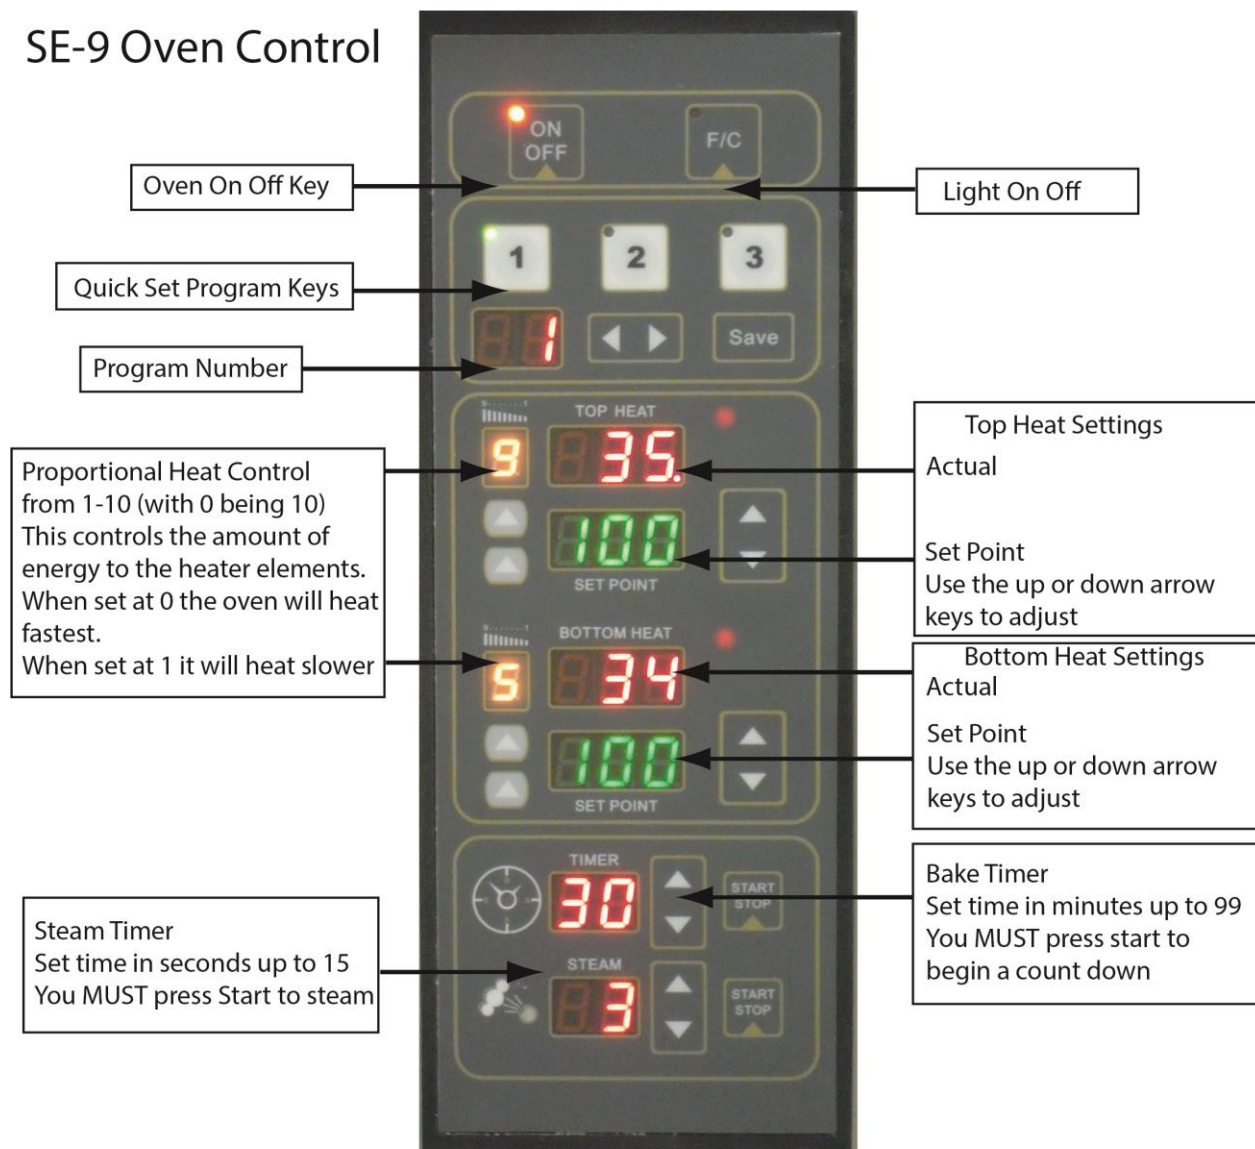 SE-9 Oven Control
ON
OFF
F/C
Oven On Off Key
Light On Off
1
2
3
Quick Set Program Keys
1
Save
Program Number
9 1
TOP HEAT
9
35.
100
SET POINT
Top Heat Settings
Actual
Set Point
Use the up or down arrow
keys to adjust
Proportional Heat Control
from 1-10 (with 0 being 10)
This controls the amount of
energy to the heater elements.
When set at 0 the oven will heat
fastest.
When set at 1 it will heat slower
9 1
BOTTOM HEAT
5
34
100
SET POINT
Bottom Heat Settings
Actual
Set Point
Use the up or down arrow
keys to adjust
TIMER
30
START
STOP
Bake Timer
Set time in minutes up to 99
You MUST press start to
begin a count down
Steam Timer
Set time in seconds up to 15
You MUST press Start to steam
STEAM
3
START
STOP